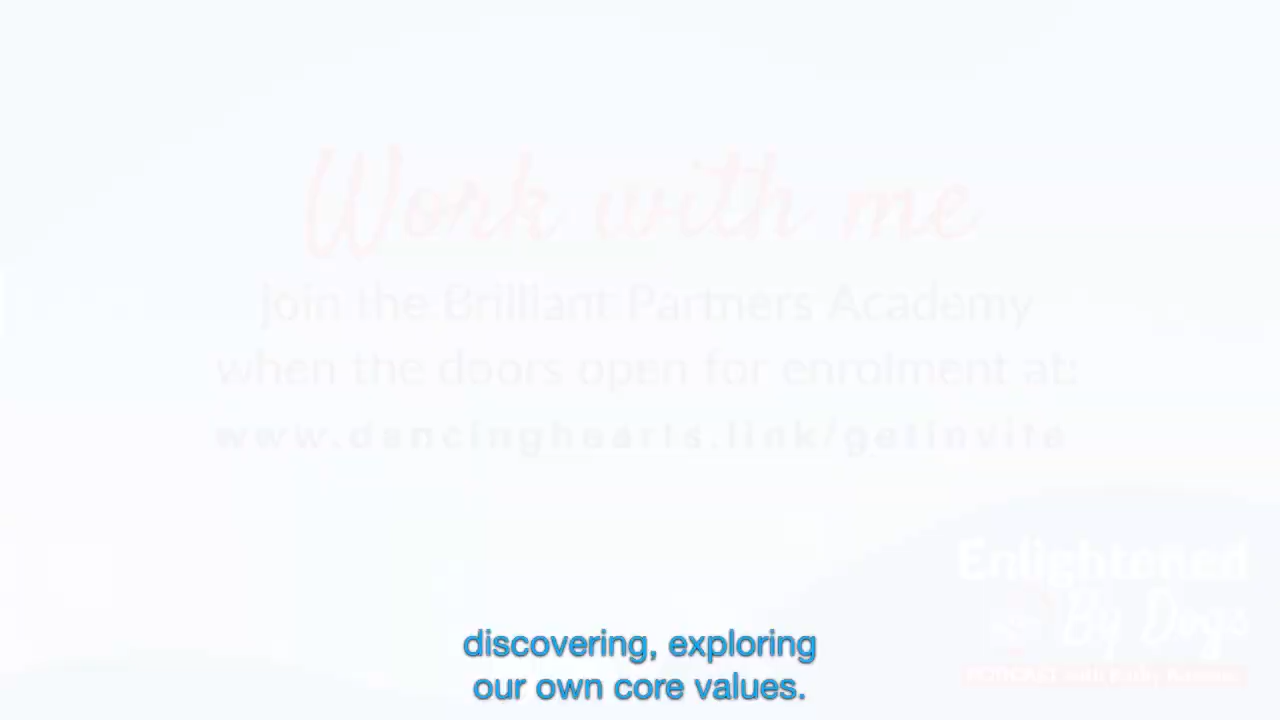 Work with me
Join the Brilliant Partners Academy
when the doors open for enrolment at:
www.dancinghearts.link/getinvite
Enlightened
By Dogs
discovering, exploring
our own core values.